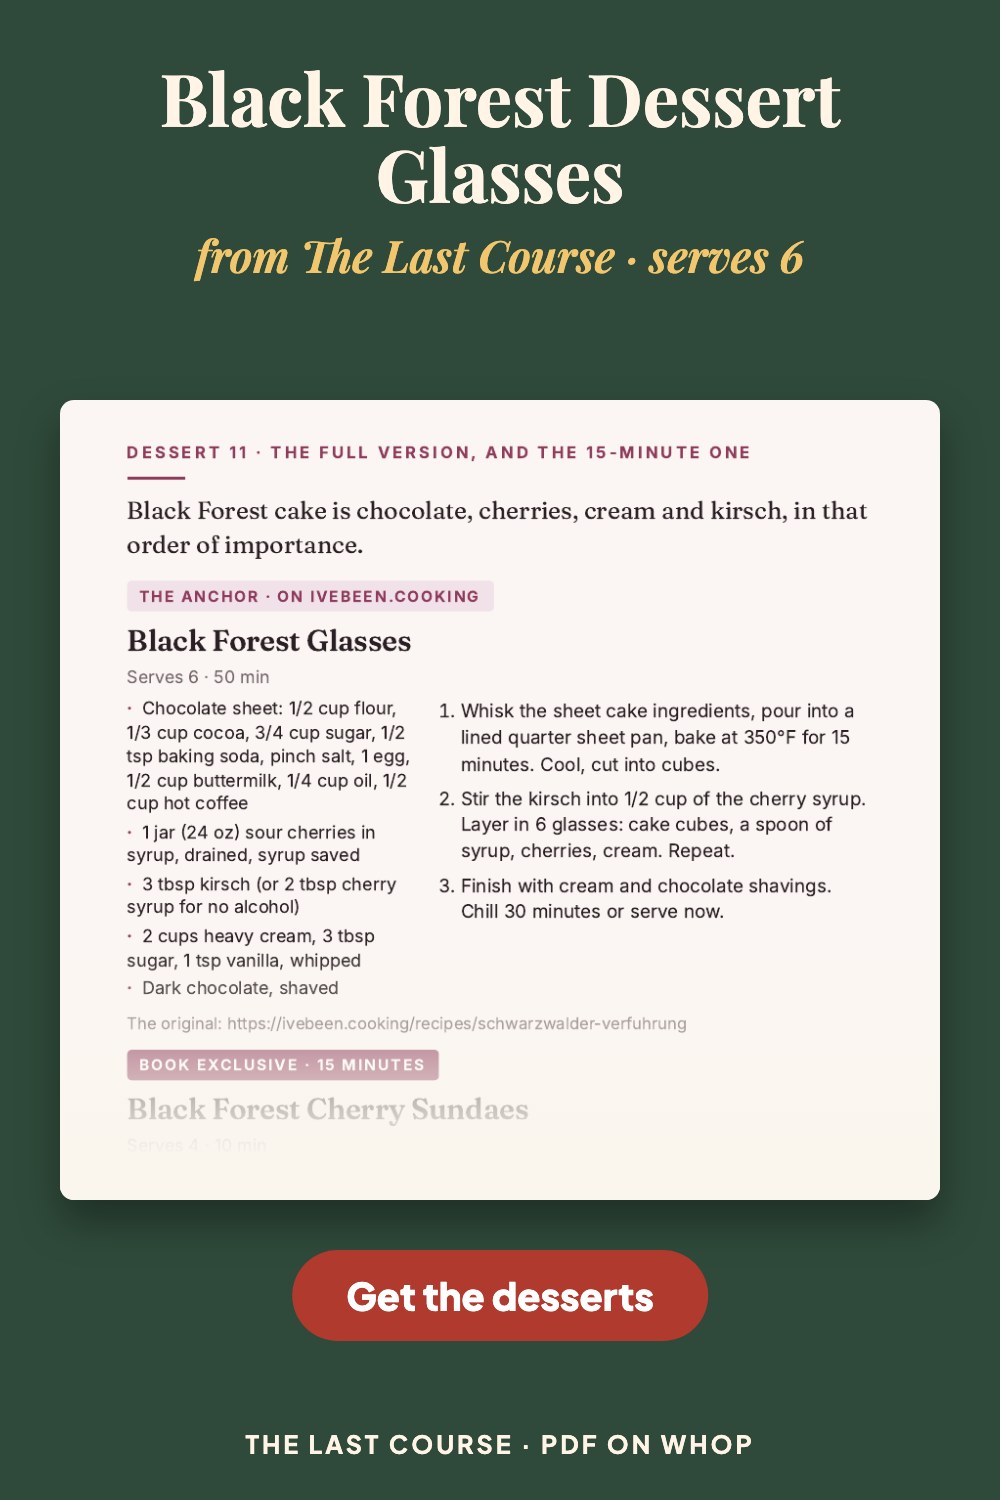 Black Forest Dessert
Glasses
from The Last Course · serves 6
DESSERT 11 · THE FULL VERSION, AND THE 15-MINUTE ONE
Black Forest cake is chocolate, cherries, cream and kirsch, in that
order of importance.
THE ANCHOR · ON IVEBEEN.COOKING
Black Forest Glasses
Serves 6 · 50 min
· Chocolate sheet: 1/2 cup flour,
1/3 cup cocoa, 3/4 cup sugar, 1/2
tsp baking soda, pinch salt, 1 egg,
1/2 cup buttermilk, 1/4 cup oil, 1/2
cup hot coffee
· 1 jar (24 oz) sour cherries in
syrup, drained, syrup saved
· 3 tbsp kirsch (or 2 tbsp cherry
syrup for no alcohol)
· 2 cups heavy cream, 3 tbsp
sugar, 1 tsp vanilla, whipped
· Dark chocolate, shaved
1. Whisk the sheet cake ingredients, pour into a
lined quarter sheet pan, bake at 350°F for 15
minutes. Cool, cut into cubes.
2. Stir the kirsch into 1/2 cup of the cherry syrup.
Layer in 6 glasses: cake cubes, a spoon of
syrup, cherries, cream. Repeat.
3. Finish with cream and chocolate shavings.
Chill 30 minutes or serve now.
The original: https://ivebeen.cooking/recipes/schwarzwalder-verfuhrung
BOOK EXCLUSIVE · 15 MINUTES
Black Forest Cherry Sundaes
Serves 4 · 10 min
Get the desserts
THE LAST COURSE · PDF ON WHOP